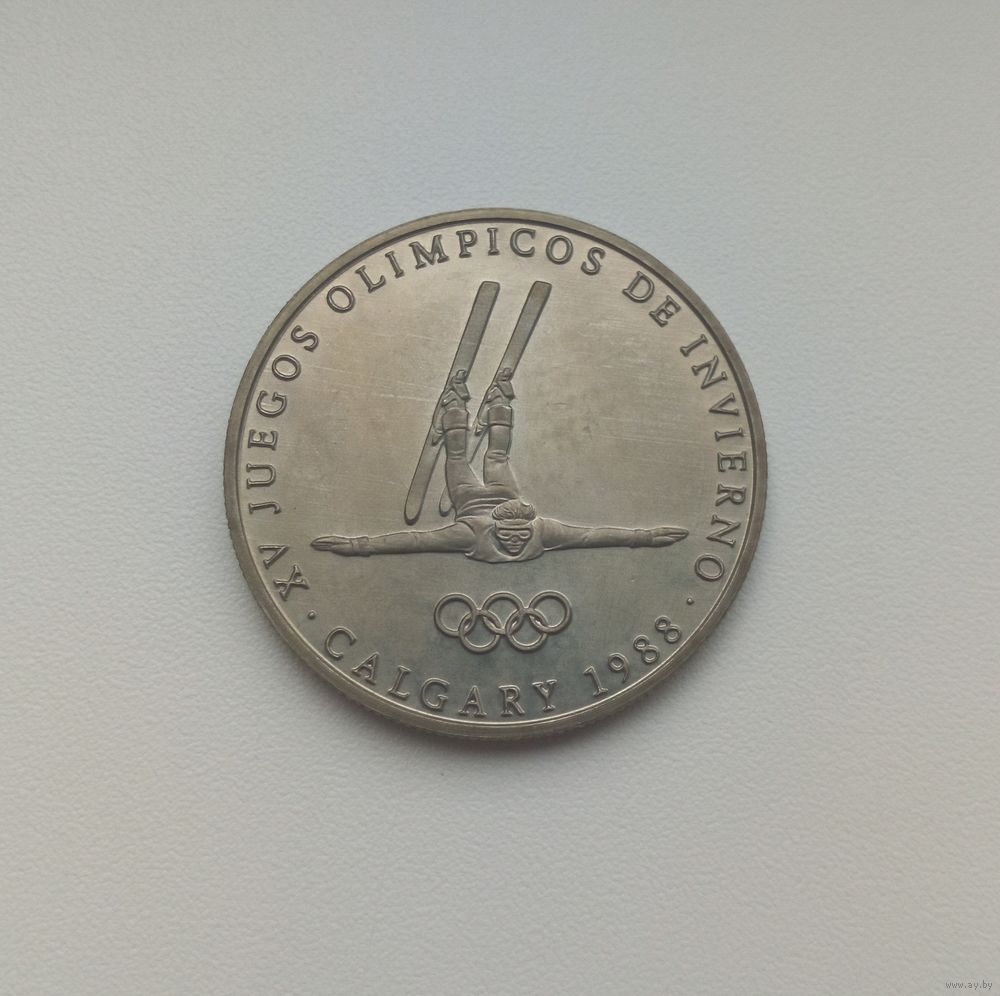 XV JUEGOS OLIMPICOS DE INVIERNO
· CALGARY 1988 ·
www.ay.by